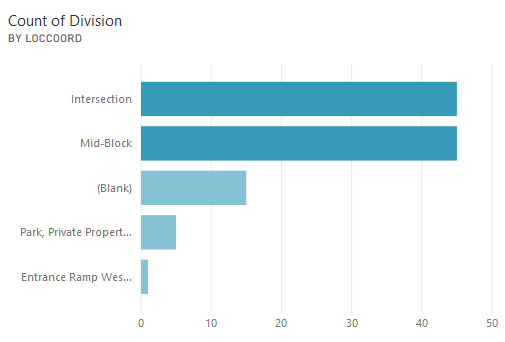 Count of Division
BY LOCCOORD
Intersection
Mid-Block
(Blank)
Park, Private Propert...
Entrance Ramp Wes...
0 10 20 30 40 50